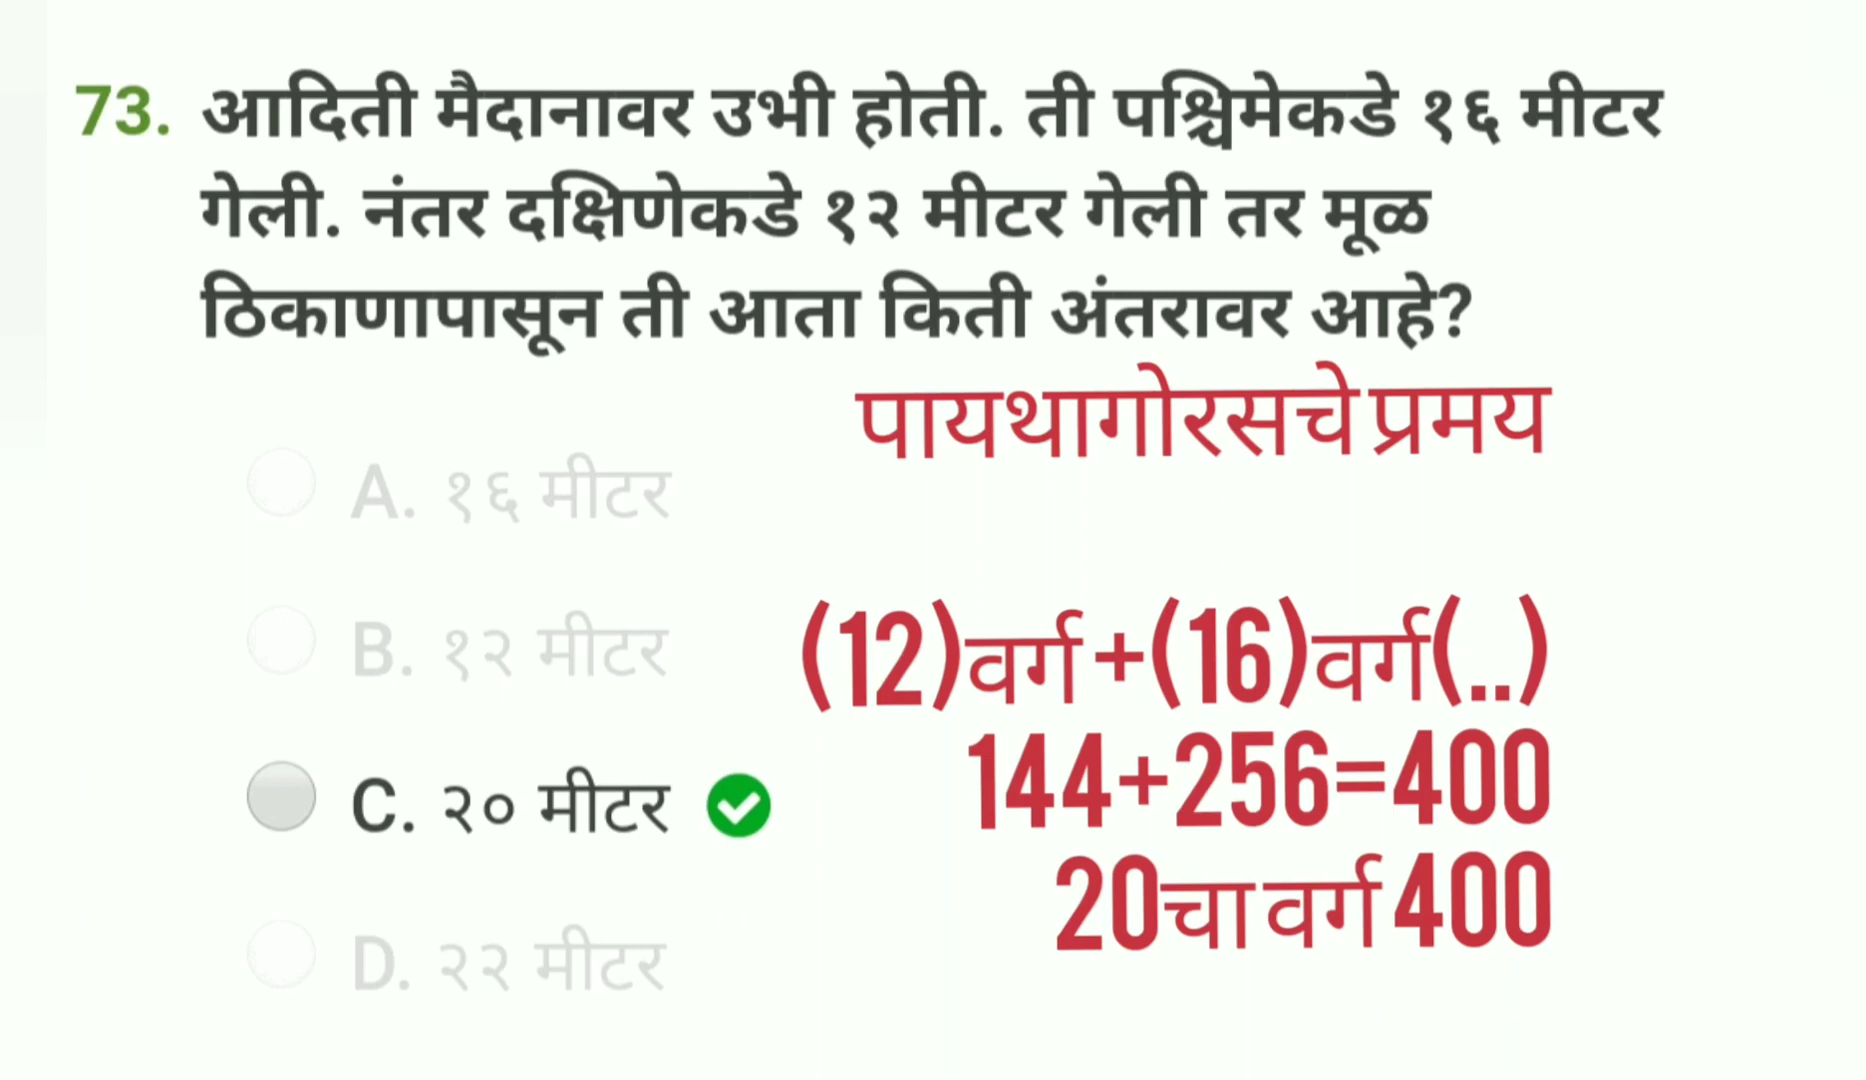 73. आदिती मैदानावर उभी होती. ती पश्चिमेकडे १६ मीटर
गेली. नंतर दक्षिणेकडे १२ मीटर गेली तर मूळ
ठिकाणापासून ती आता किती अंतरावर आहे?
पायथागोरसचे प्रमय
A. १६ मीटर
B. १२ मीटर
(12)वर्ग+(16)वर्ग(..)
144+256=400
C. २० मीटर
20चा वर्ग 400
D. २२ मीटर